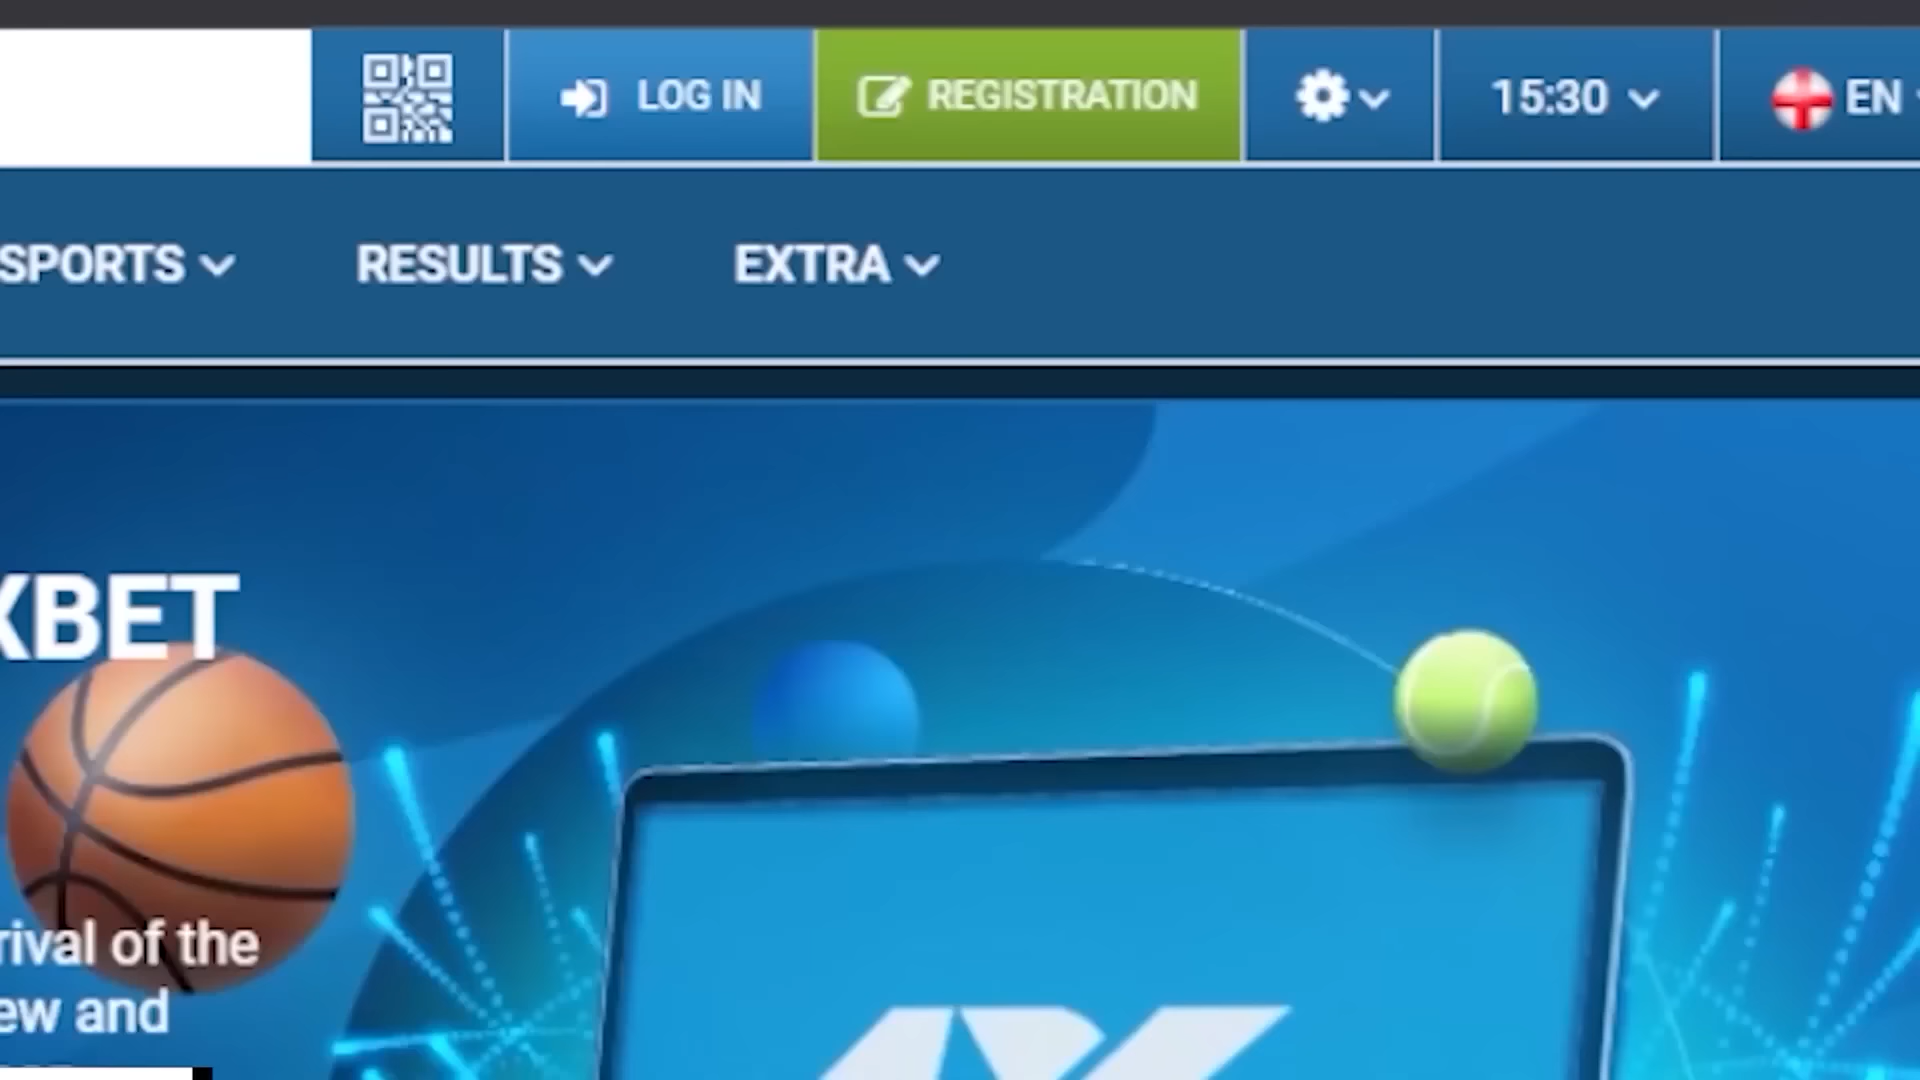 LOG IN
REGISTRATION
15:30
EN
SPORTS
RESULTS
EXTRA
XBET
rival of the
ew and